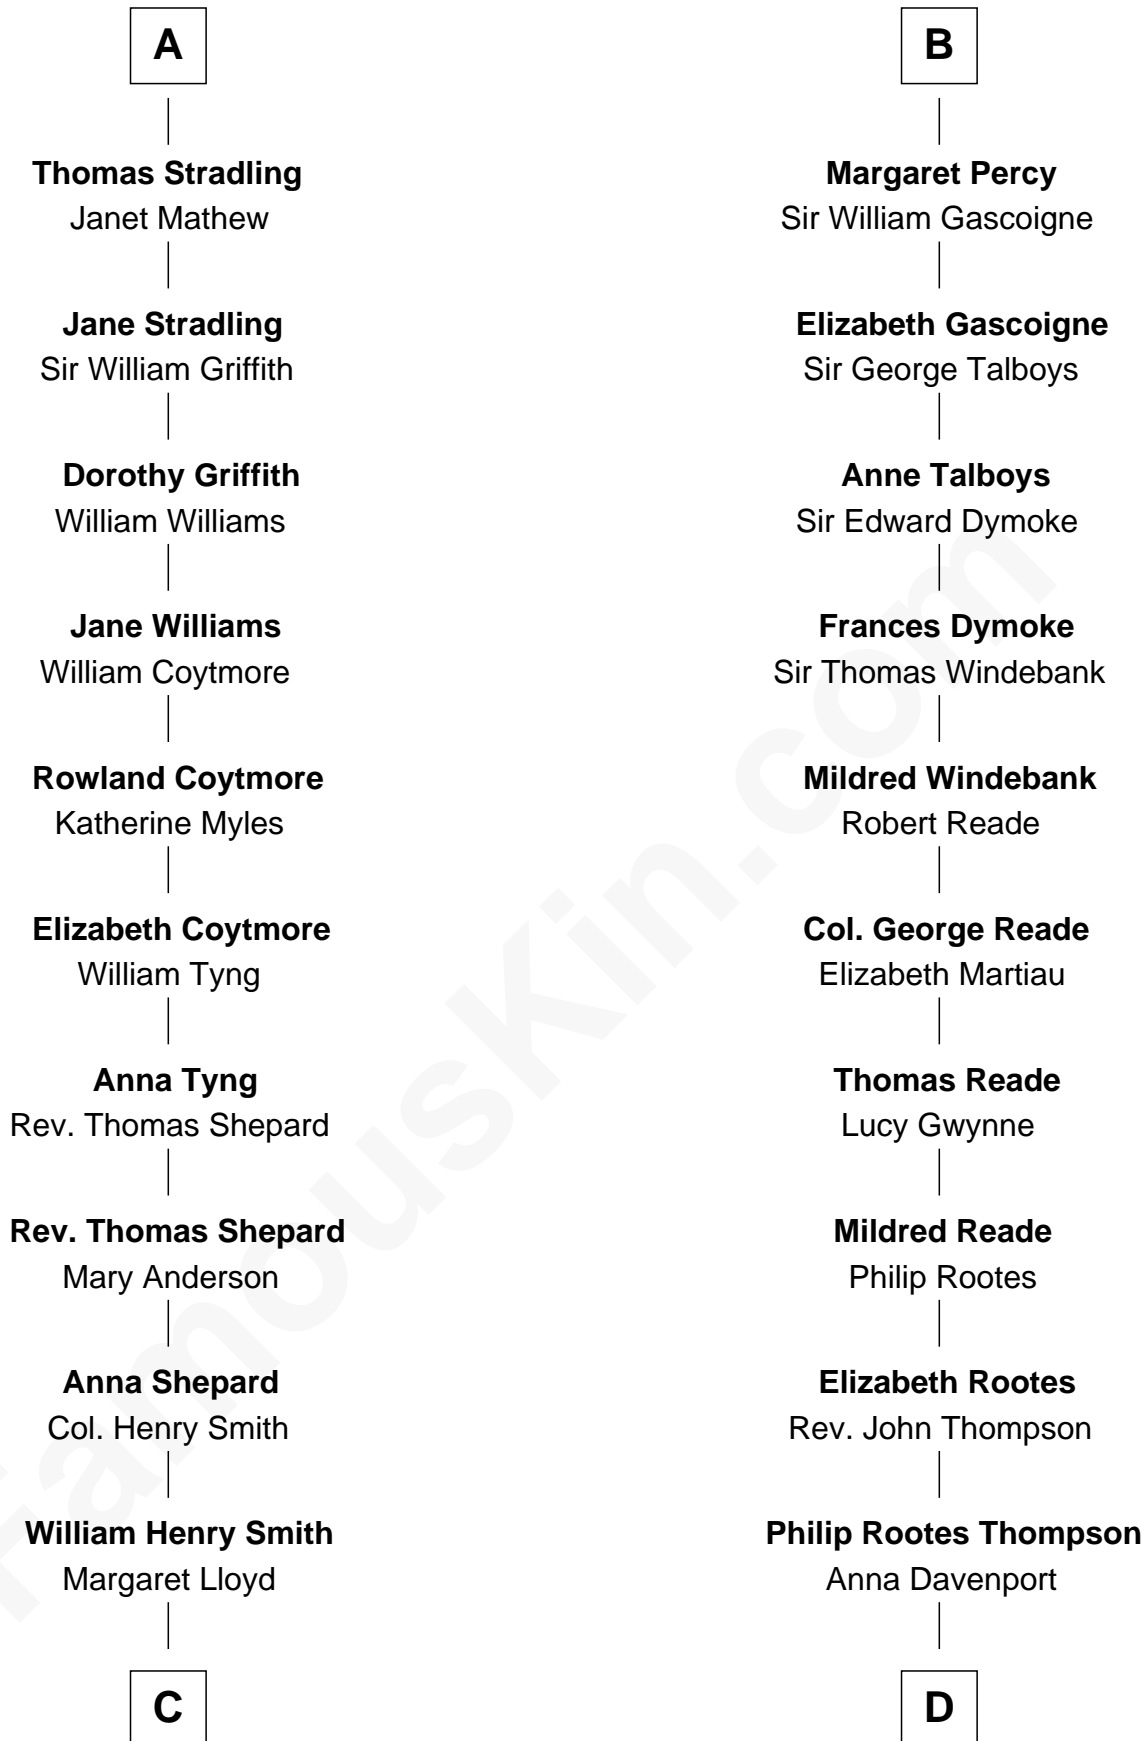 A
Thomas Stradling
Janet Mathew
Jane Stradling
Sir William Griffith
Dorothy Griffith
William Williams
Jane Williams
William Coytmore
Rowland Coytmore
Katherine Myles
Elizabeth Coytmore
William Tyng
Anna Tyng
Rev. Thomas Shepard
Rev. Thomas Shepard
Mary Anderson
Anna Shepard
Col. Henry Smith
William Henry Smith
Margaret Lloyd
C
B
Margaret Percy
Sir William Gascoigne
Elizabeth Gascoigne
Sir George Talboys
Anne Talboys
Sir Edward Dymoke
Frances Dymoke
Sir Thomas Windebank
Mildred Windebank
Robert Reade
Col. George Reade
Elizabeth Martiau
Thomas Reade
Lucy Gwynne
Mildred Reade
Philip Rootes
Elizabeth Rootes
Rev. John Thompson
Philip Rootes Thompson
Anna Davenport
D
FamousKin.com